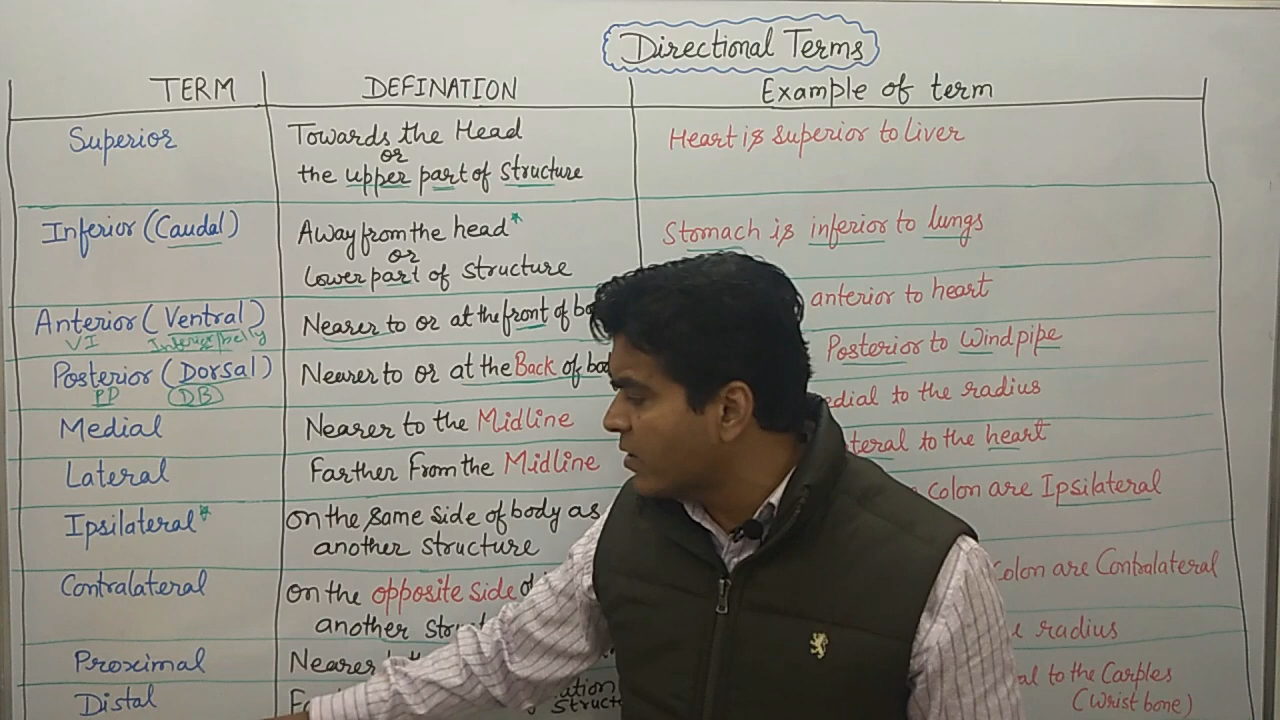 Directional Terms
TERM DEFINATION Example of term
Superior
Towards the Head
or
the upper part of Structure
Heart is Superior to Liver
Inferior (Caudal)
Away from the head*
or
Lower part of Structure
Stomach is inferior to lungs
Anterior (Ventral)
VI
Nearer to or at the front of
anterior to heart
Posterior (Dorsal)
PP DB
Nearer to or at the Back of
Posterior to Windpipe
Medial
Nearer to the Midline
to the radius
Lateral
Farther From the Midline
to the heart
Ipsilateral*
on the same side of body as
another structure
Colon are Ipsilateral
Contralateral
on the opposite side
another
Colon are Contralateral
Proximal
radius
Distal
to the Carples
(Wrist bone)